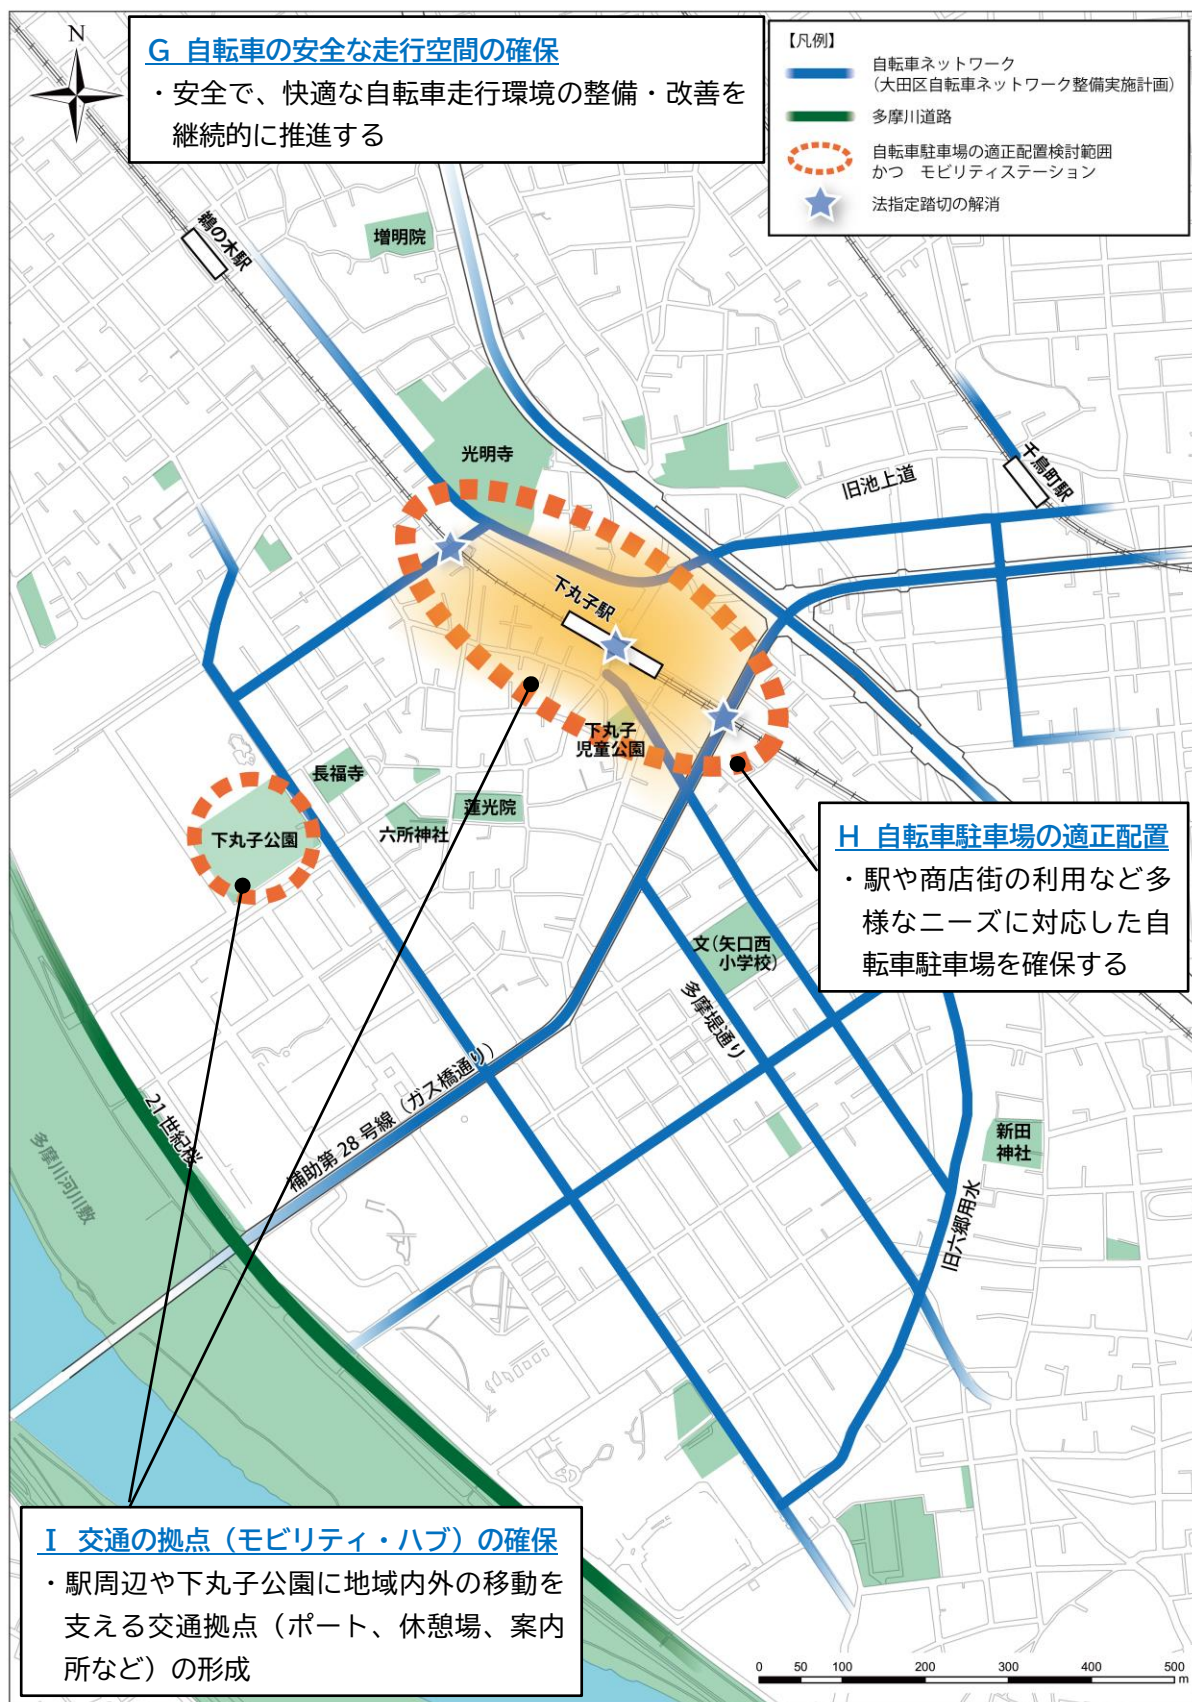 N
G 自転車の安全な走行空間の確保
・安全で、快適な自転車走行環境の整備・改善を
継続的に推進する
【凡例】
自転車ネットワーク
(大田区自転車ネットワーク整備実施計画)
多摩川道路
自転車駐車場の適正配置検討範囲
かつ モビリティステーション
法指定踏切の解消
鵜の木駅
増明院
光明寺
旧池上道
千鳥町駅
下丸子駅
下丸子
児童公園
長福寺
下丸子公園
六所神社
蓮光院
H 自転車駐車場の適正配置
・駅や商店街の利用など多
様なニーズに対応した自
転車駐車場を確保する
文(矢口西
小学校)
多摩堤通り
補助第28号線(ガス橋通り)
21世紀桜
多摩川河川敷
新田
神社
旧六郷用水
I 交通の拠点(モビリティ・ハブ)の確保
・駅周辺や下丸子公園に地域内外の移動を
支える交通拠点(ポート、休憩場、案内
所など)の形成
0 50 100 200 300 400 500
m